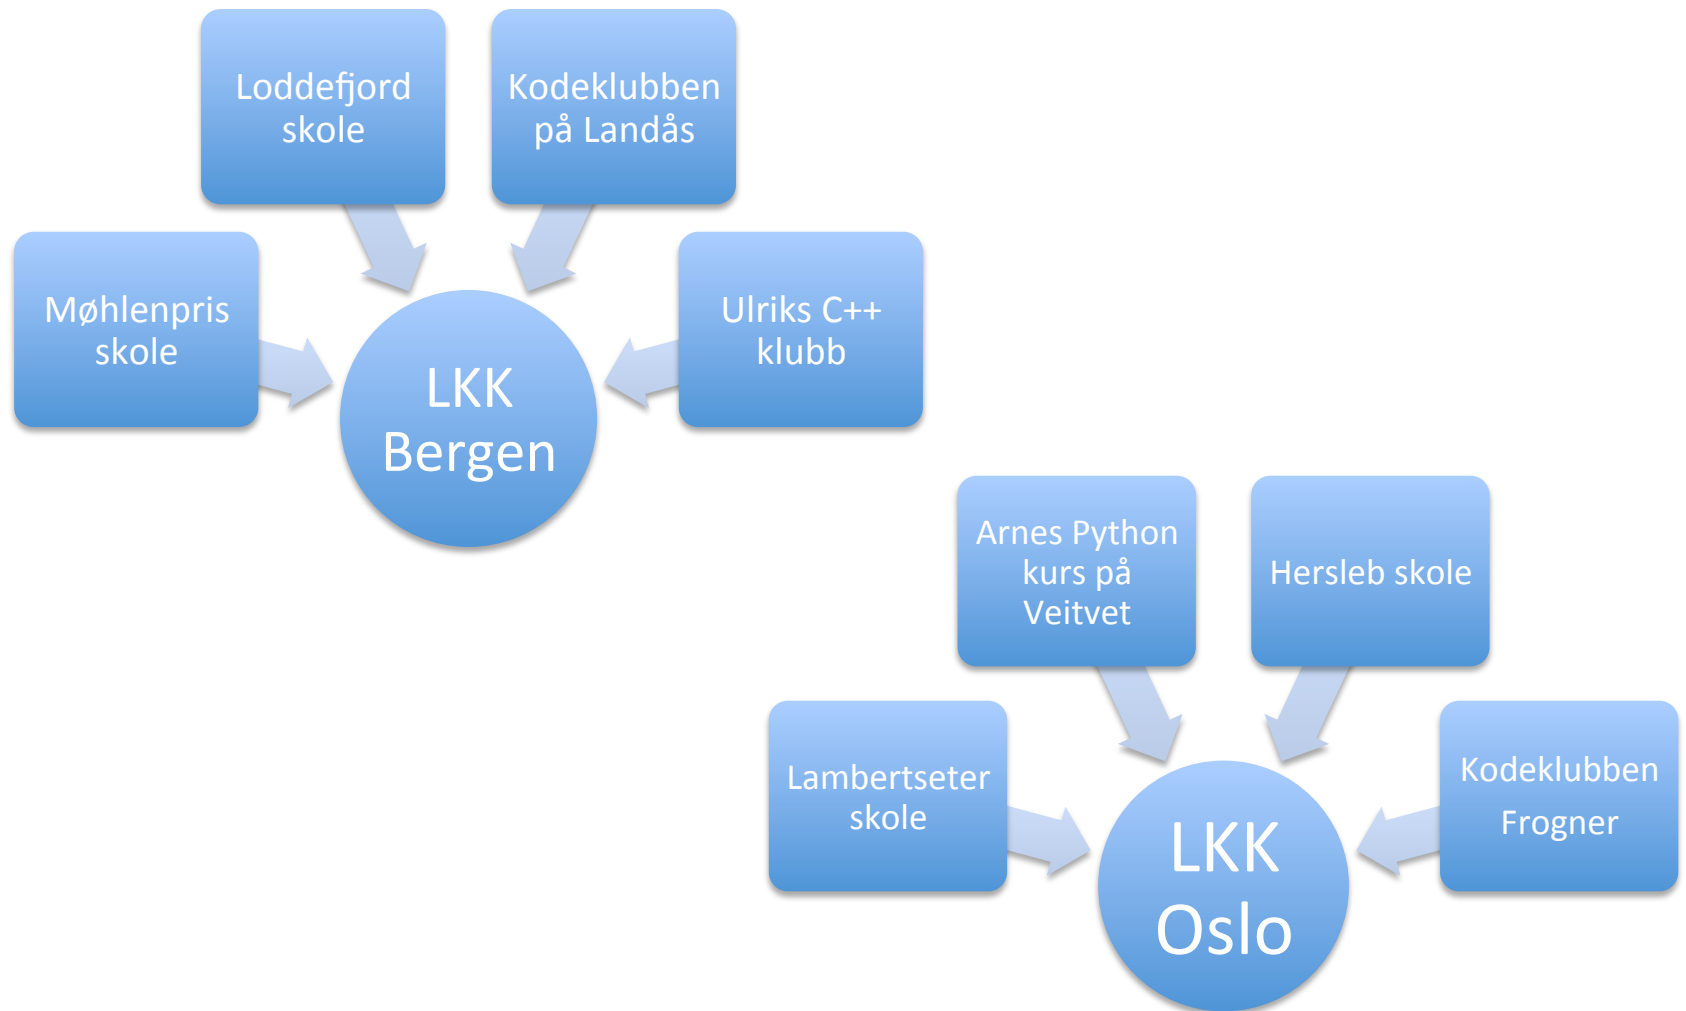 Loddefjord
skole
Kodeklubben
på Landås
Møhlenpris
skole
Ulriks C++
klubb
LKK
Bergen
Arnes Python
kurs på
Veitvet
Hersleb skole
Lambertseter
skole
Kodeklubben
Frogner
LKK
Oslo